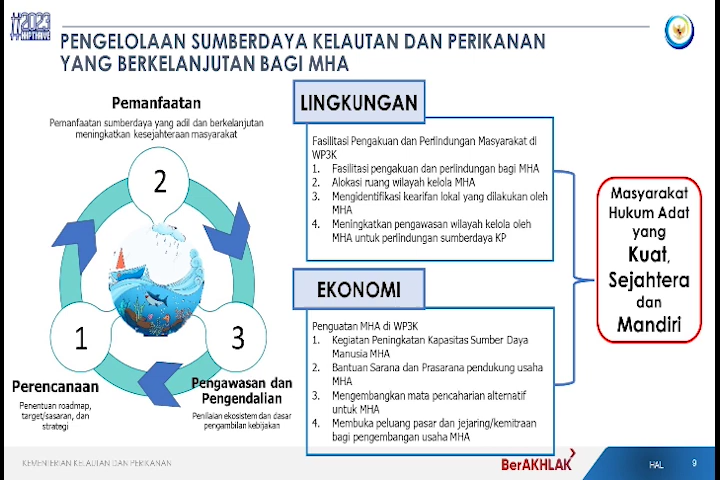 #2023
PENGELOLAAN SUMBERDAYA KELAUTAN DAN PERIKANAN
YANG BERKELANJUTAN BAGI MHA
Pemanfaatan
Pemanfaatan sumberdaya yang adil dan berkelanjutan
meningkatkan kesejahteraan masyarakat
2
1
3
Perencanaan
Penentuan roadmap,
target/sasaran, dan
strategi
Pengawasan dan
Pengendalian
Penilaian ekosistem dan dasar
pengambilan kebijakan
LINGKUNGAN
Fasilitasi Pengakuan dan Perlindungan Masyarakat di
WP3K
1. Fasilitasi pengakuan dan perlindungan bagi MHA
2. Alokasi ruang wilayah kelola MHA
3. Mengidentifikasi kearifan lokal yang dilakukan oleh
MHA
4. Meningkatkan pengawasan wilayah kelola oleh
MHA untuk perlindungan sumberdaya KP
EKONOMI
Penguatan MHA di WP3K
1. Kegiatan Peningkatan Kapasitas Sumber Daya
Manusia MHA
2. Bantuan Sarana dan Prasarana pendukung usaha
MHA
3. Mengembangkan mata pencaharian alternatif
untuk MHA
4. Membuka peluang pasar dan jejaring/kemitraan
bagi pengembangan usaha MHA
Masyarakat
Hukum Adat
yang
Kuat,
Sejahtera
dan
Mandiri
KEMENTERIAN KELAUTAN DAN PERIKANAN
BerAKHLAK
HAL 9